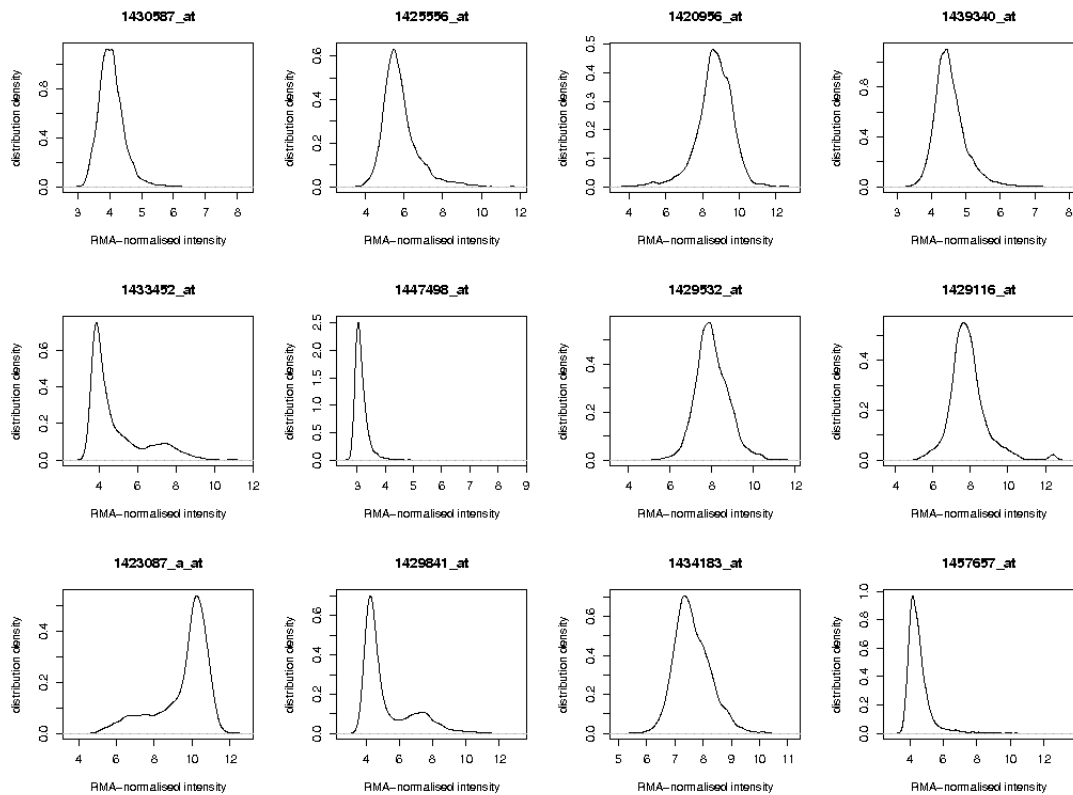 1430587_at 1425556_at 1420956_at 1439340_at
distribution density 0.0 0.4 0.8 distribution density 0.0 0.2 0.4 0.6 distribution density 0.0 0.1 0.2 0.3 0.4 0.5 distribution density 0.0 0.4 0.8
3 4 5 6 7 8 4 6 8 10 12 4 6 8 10 12 3 4 5 6 7 8
RMA-normalised intensity RMA-normalised intensity RMA-normalised intensity RMA-normalised intensity
1433452_at 1447498_at 1429532_at 1429116_at
distribution density 0.0 0.2 0.4 0.6 distribution density 0.0 0.5 1.0 1.5 2.0 2.5 distribution density 0.0 0.2 0.4 distribution density 0.0 0.2 0.4
4 6 8 10 12 3 4 5 6 7 8 9 4 6 8 10 12 4 6 8 10 12
RMA-normalised intensity RMA-normalised intensity RMA-normalised intensity RMA-normalised intensity
1423087_a_at 1429841_at 1434183_at 1457657_at
distribution density 0.0 0.2 0.4 distribution density 0.0 0.2 0.4 0.6 distribution density 0.0 0.2 0.4 0.6 distribution density 0.0 0.2 0.4 0.6 0.8 1.0
4 6 8 10 12 4 6 8 10 12 5 6 7 8 9 10 11 4 6 8 10 12
RMA-normalised intensity RMA-normalised intensity RMA-normalised intensity RMA-normalised intensity